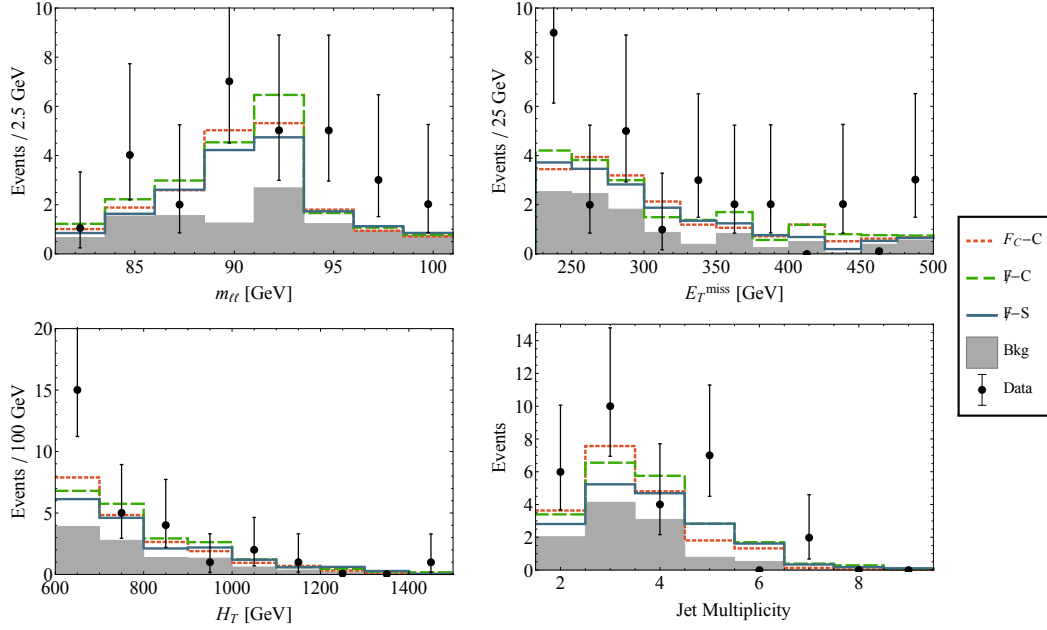 10
8
6
4
2
0
Events / 2.5 GeV
85 90 95 100
m_ℓℓ [GeV]
10
8
6
4
2
0
Events / 25 GeV
250 300 350 400 450 500
E_T^miss [GeV]
20
15
10
5
0
Events / 100 GeV
600 800 1000 1200 1400
H_T [GeV]
14
12
10
8
6
4
2
0
Events
2 4 6 8
Jet Multiplicity
F_C–C
F̸–C
F̸–S
Bkg
Data